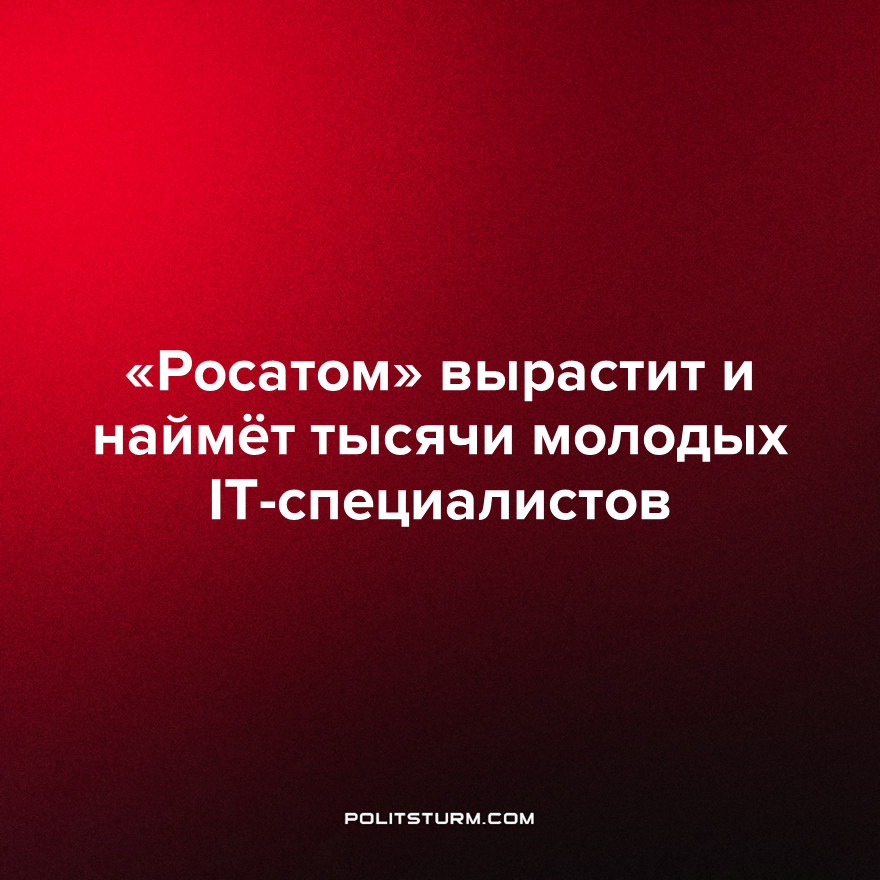 «Росатом» вырастит и
наймёт тысячи молодых
IT-специалистов
POLITSTURM.COM